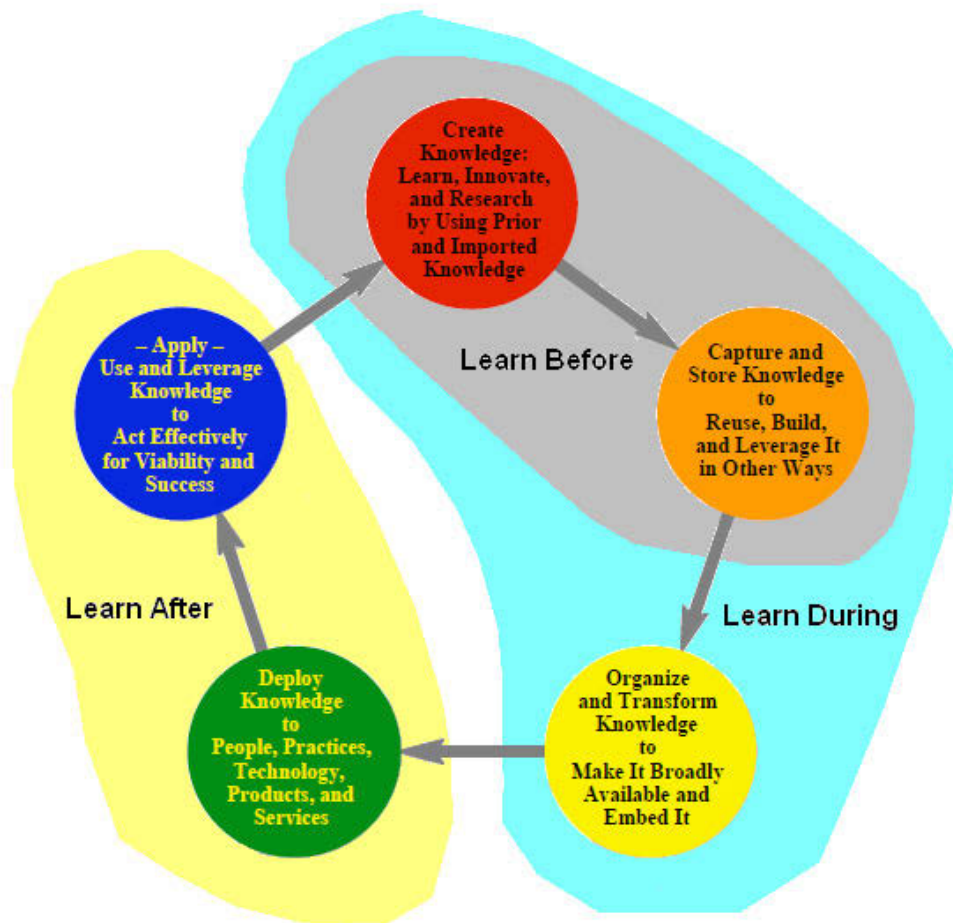 Create
Knowledge:
Learn, Innovate,
and Research
by Using Prior
and Imported
Knowledge
Learn Before
Capture and
Store Knowledge
to
Reuse, Build,
and Leverage It
in Other Ways
Learn During
Organize
and Transform
Knowledge
to
Make It Broadly
Available and
Embed It
Deploy
Knowledge
to
People, Practices,
Technology,
Products, and
Services
Learn After
– Apply –
Use and Leverage
Knowledge
to
Act Effectively
for Viability and
Success